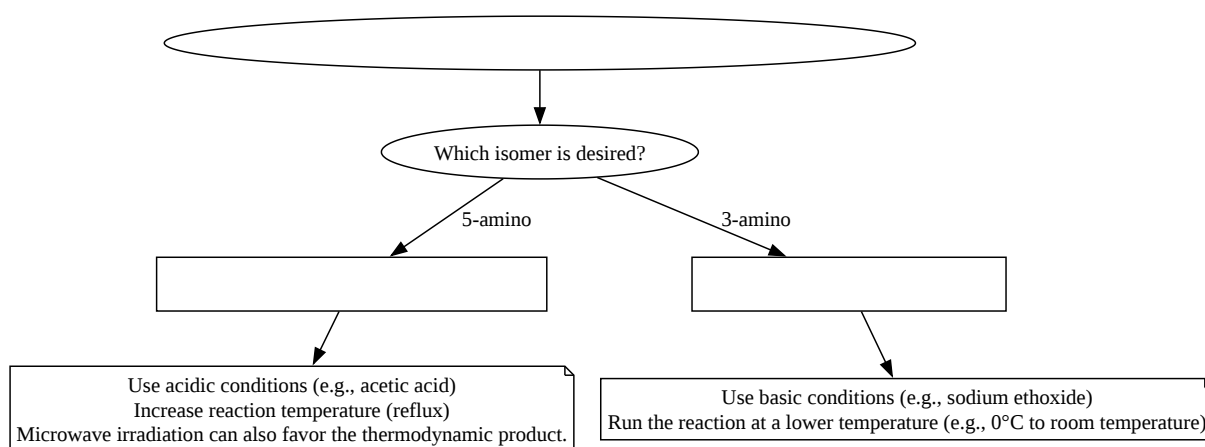 Which isomer is desired?
5-amino
3-amino
Use acidic conditions (e.g., acetic acid)
Increase reaction temperature (reflux)
Microwave irradiation can also favor the thermodynamic product.
Use basic conditions (e.g., sodium ethoxide)
Run the reaction at a lower temperature (e.g., 0°C to room temperature)